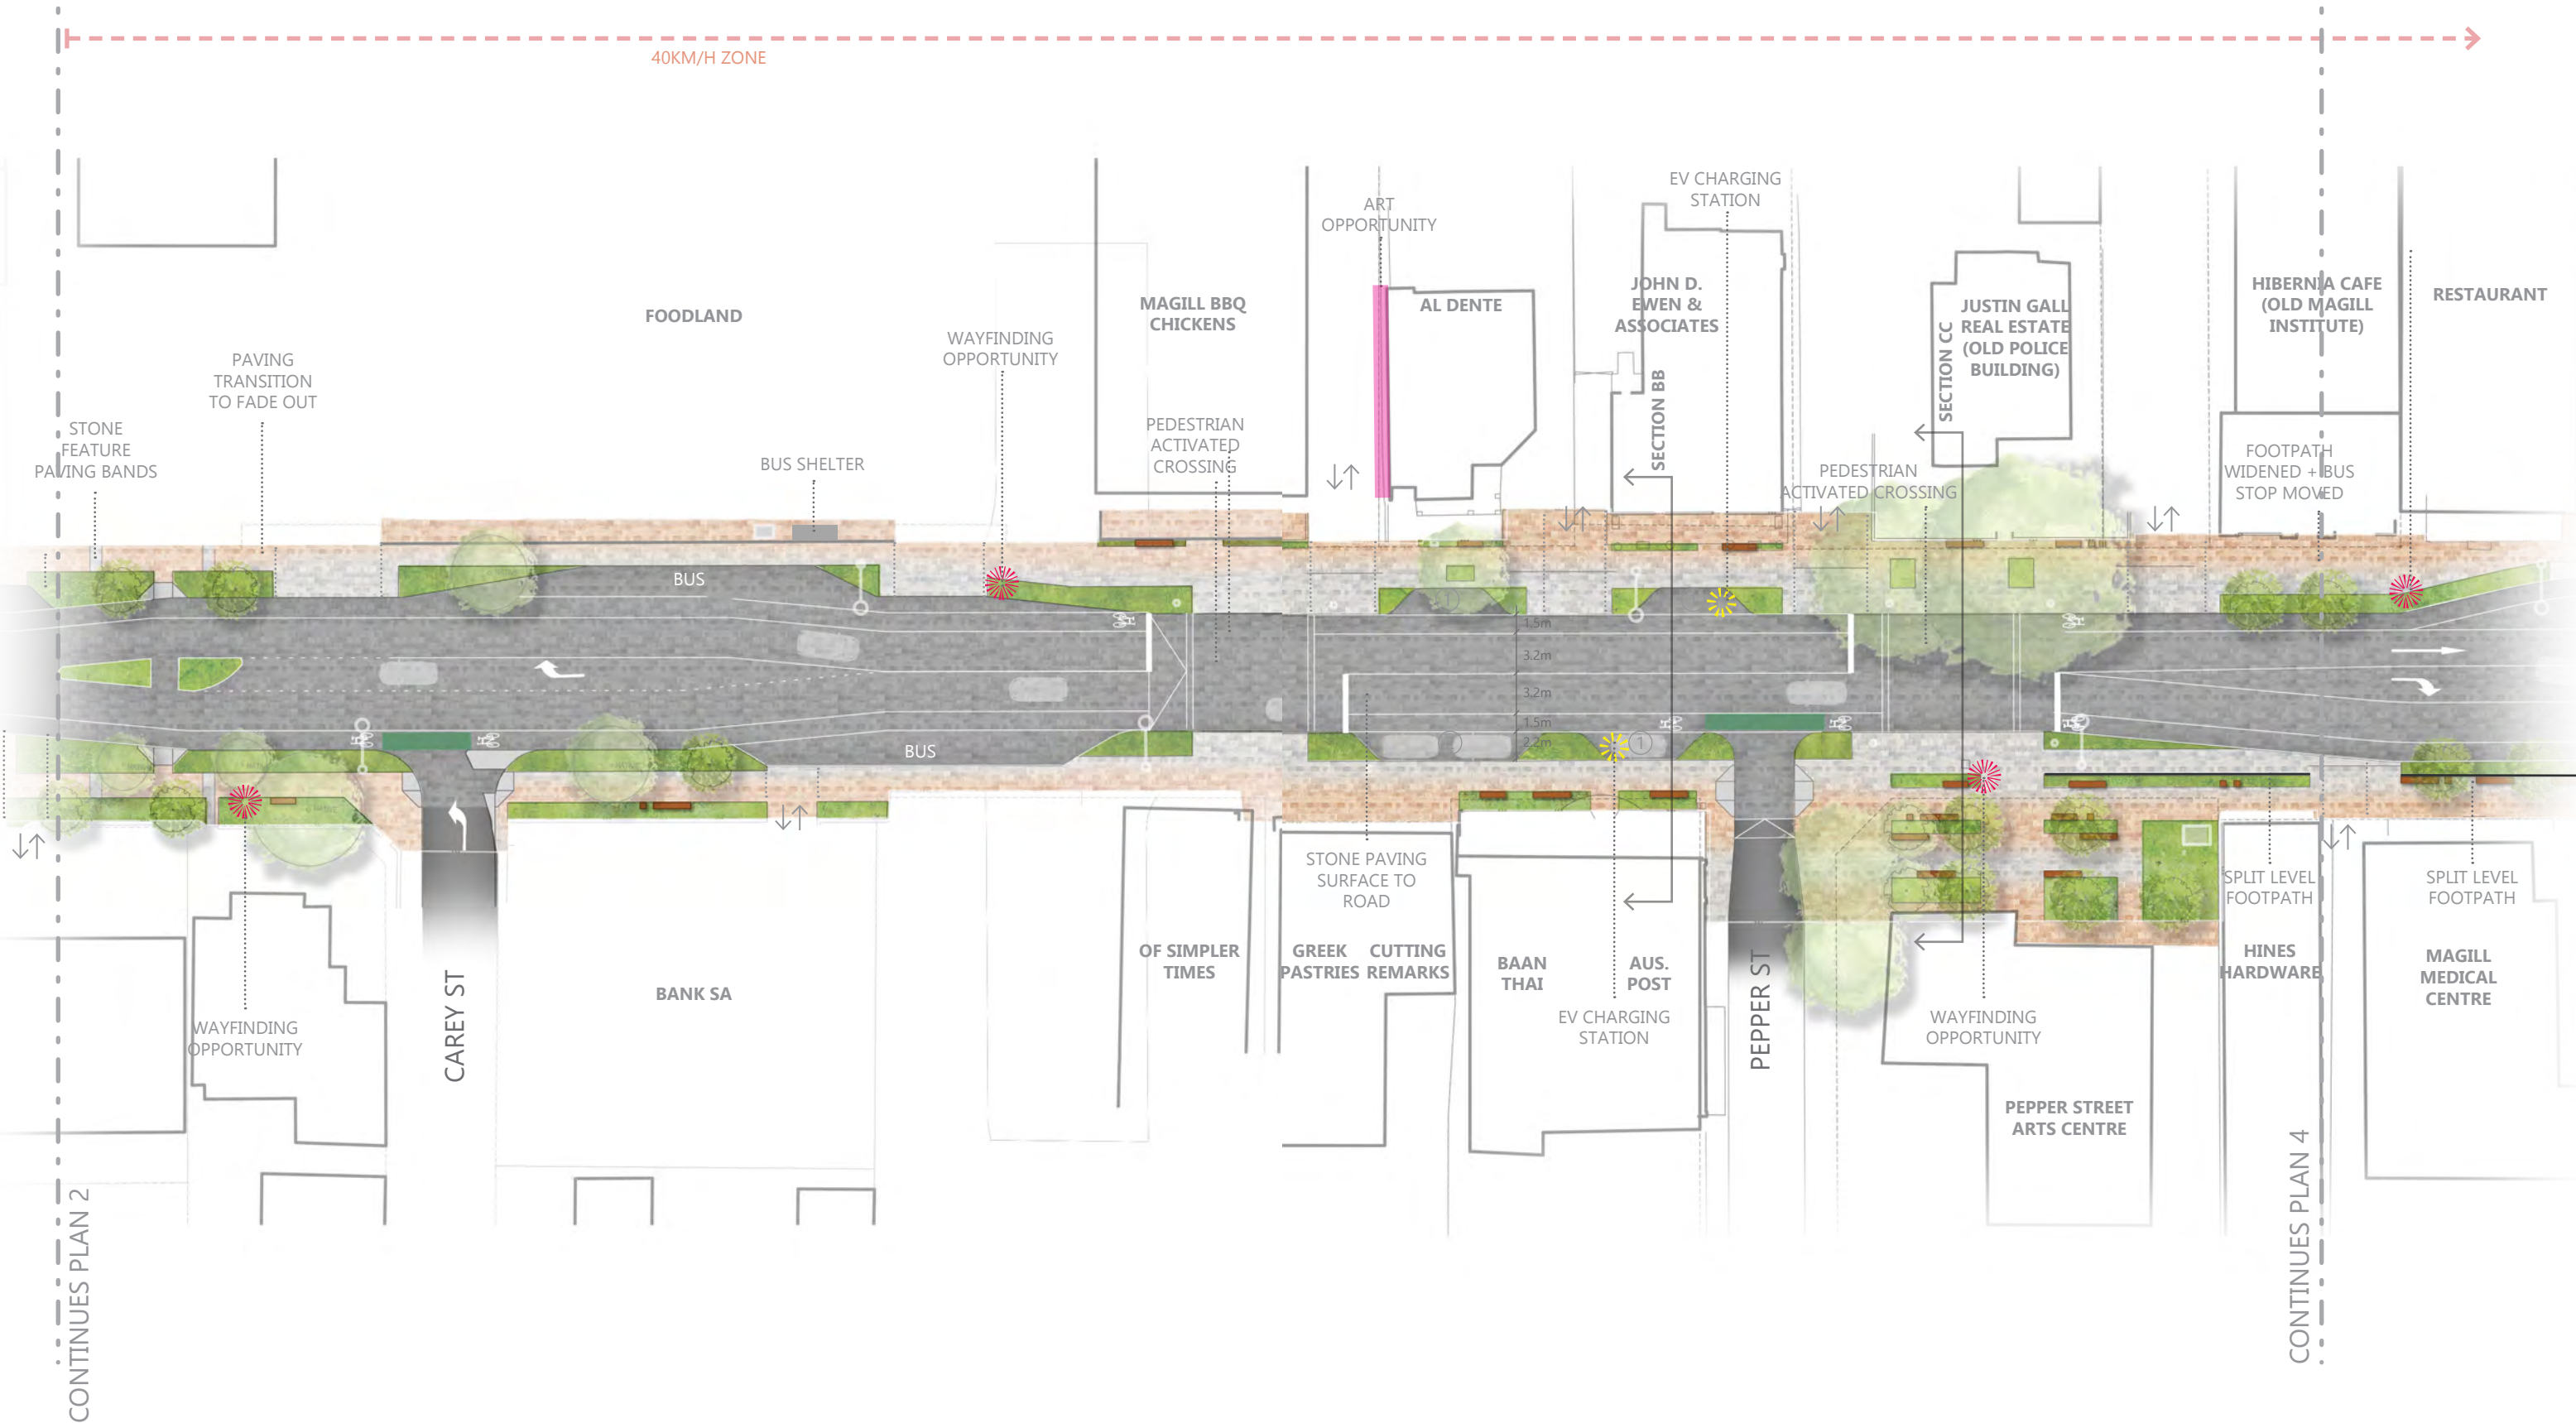 40KM/H ZONE
EV CHARGING
STATION
ART
OPPORTUNITY
FOODLAND
MAGILL BBQ
CHICKENS
AL DENTE
JOHN D.
EWEN &
ASSOCIATES
JUSTIN GALL
REAL ESTATE
(OLD POLICE
BUILDING)
HIBERNIA CAFE
(OLD MAGILL
INSTITUTE)
RESTAURANT
WAYFINDING
OPPORTUNITY
PAVING
TRANSITION
TO FADE OUT
STONE
FEATURE
PAVING BANDS
BUS SHELTER
PEDESTRIAN
ACTIVATED
CROSSING
SECTION BB
SECTION CC
PEDESTRIAN
ACTIVATED CROSSING
FOOTPATH
WIDENED + BUS
STOP MOVED
BUS
1.5m
3.2m
3.2m
1.5m
2.2m
1
BUS
STONE PAVING
SURFACE TO
ROAD
SPLIT LEVEL
FOOTPATH
SPLIT LEVEL
FOOTPATH
OF SIMPLER
TIMES
GREEK
PASTRIES
CUTTING
REMARKS
BAAN
THAI
AUS.
POST
HINES
HARDWARE
MAGILL
MEDICAL
CENTRE
BANK SA
CAREY ST
PEPPER ST
WAYFINDING
OPPORTUNITY
EV CHARGING
STATION
WAYFINDING
OPPORTUNITY
PEPPER STREET
ARTS CENTRE
CONTINUES PLAN 2
CONTINUES PLAN 4